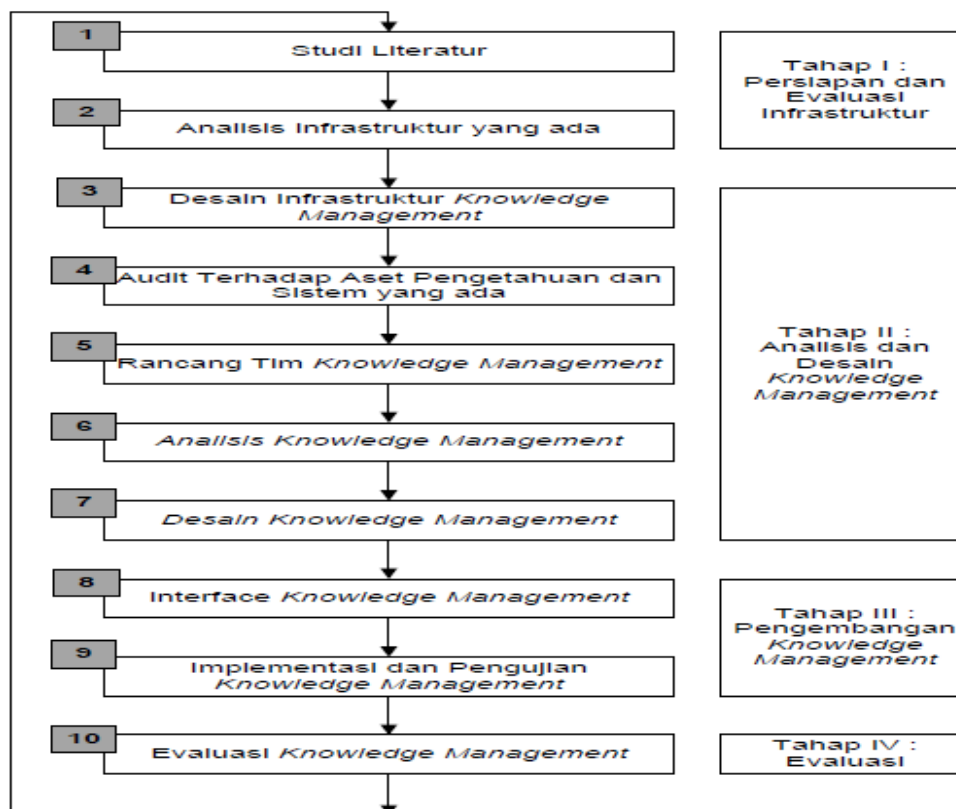 1
Studi Literatur
2
Analisis Infrastruktur yang ada
3
Desain Infrastruktur Knowledge
Management
4
Audit Terhadap Aset Pengetahuan dan
Sistem yang ada
5
Rancang Tim Knowledge Management
6
Analisis Knowledge Management
7
Desain Knowledge Management
8
Interface Knowledge Management
9
Implementasi dan Pengujian
Knowledge Management
10
Evaluasi Knowledge Management
Tahap I :
Persiapan dan
Evaluasi
Infrastruktur
Tahap II :
Analisis dan
Desain
Knowledge
Management
Tahap III :
Pengembangan
Knowledge
Management
Tahap IV :
Evaluasi